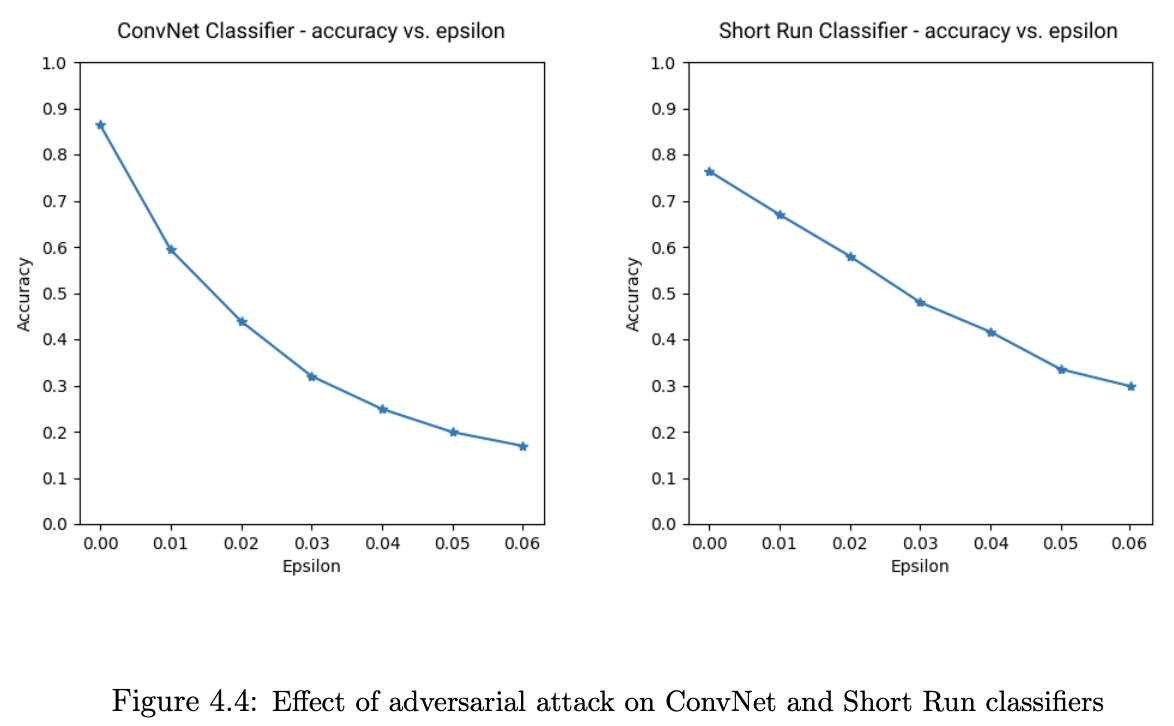 ConvNet Classifier - accuracy vs. epsilon
1.0
0.9
0.8
0.7
0.6
0.5
0.4
0.3
0.2
0.1
0.0
Accuracy
0.00 0.01 0.02 0.03 0.04 0.05 0.06
Epsilon
Short Run Classifier - accuracy vs. epsilon
1.0
0.9
0.8
0.7
0.6
0.5
0.4
0.3
0.2
0.1
0.0
Accuracy
0.00 0.01 0.02 0.03 0.04 0.05 0.06
Epsilon
Figure 4.4: Effect of adversarial attack on ConvNet and Short Run classifiers